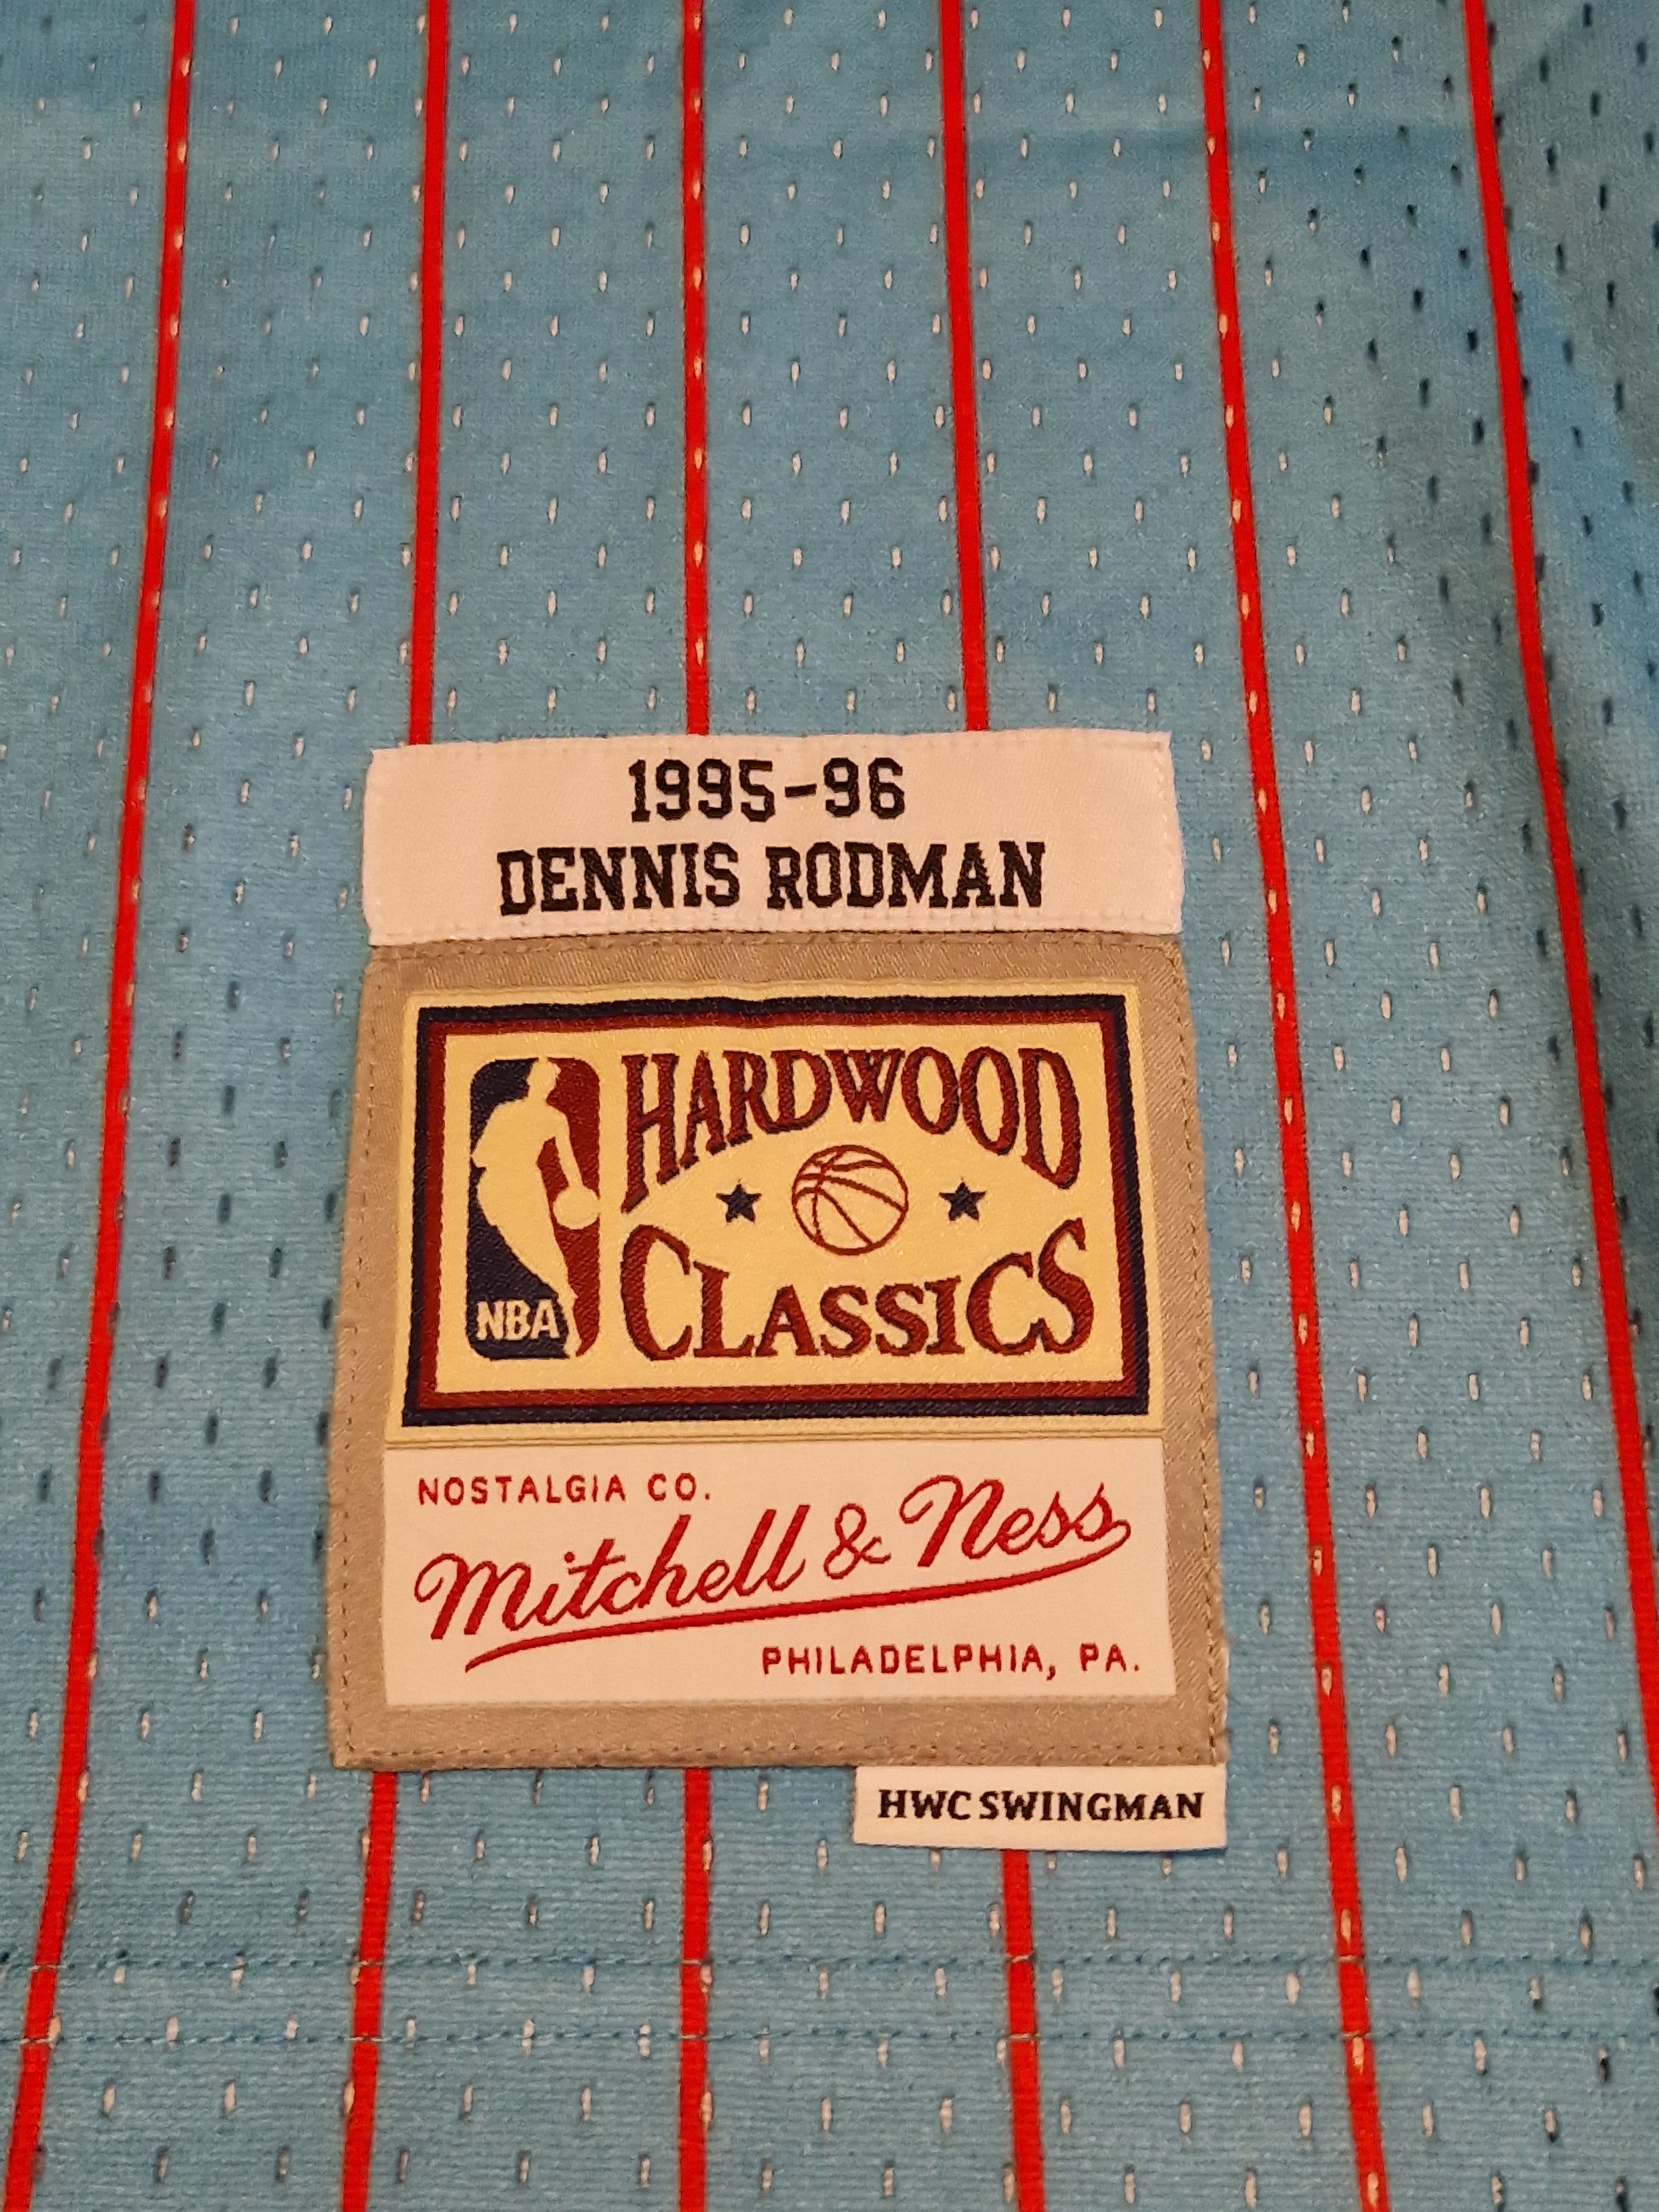 1995-96
DENNIS RODMAN
HARDWOOD
CLASSICS
NBA
NOSTALGIA CO.
Mitchell & Ness
PHILADELPHIA, PA.
HWC SWINGMAN